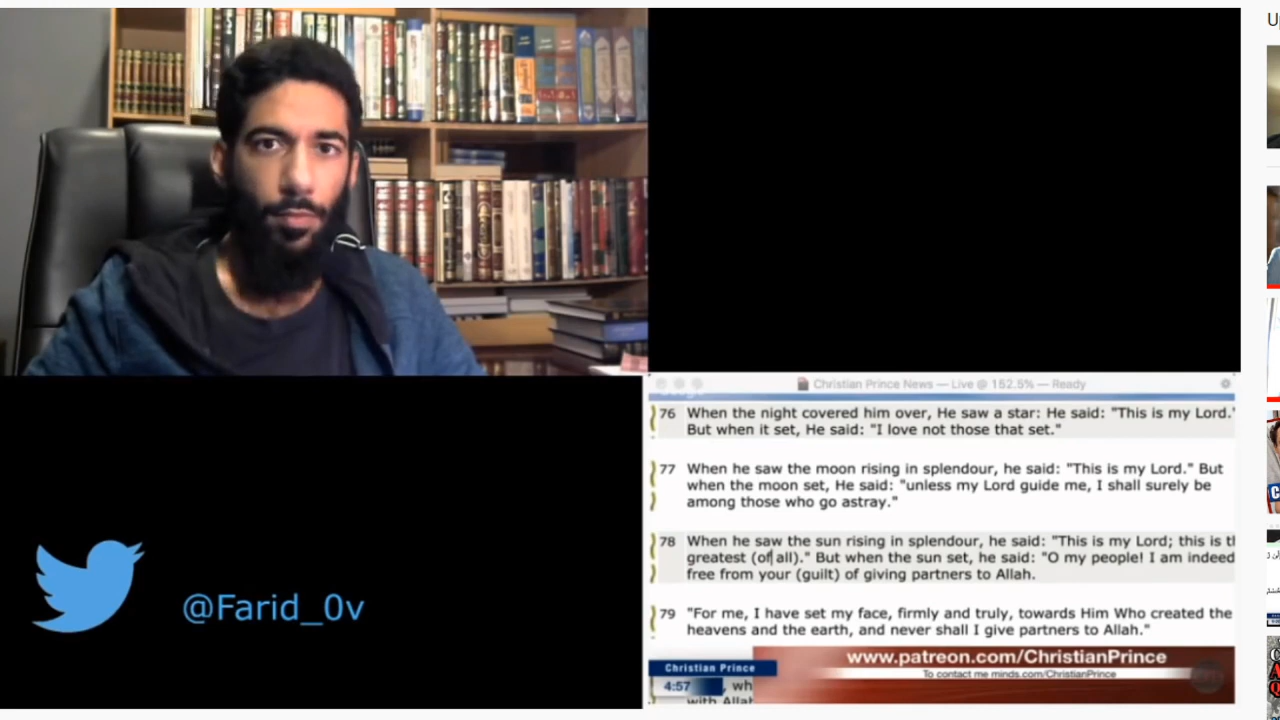 Up
Christian Prince News — Live @ 152.5% — Ready
76 When the night covered him over, He saw a star: He said: "This is my Lord."
But when it set, He said: "I love not those that set."
77 When he saw the moon rising in splendour, he said: "This is my Lord." But
when the moon set, He said: "unless my Lord guide me, I shall surely be
among those who go astray."
78 When he saw the sun rising in splendour, he said: "This is my Lord; this is th
greatest (of all)." But when the sun set, he said: "O my people! I am indeed
free from your (guilt) of giving partners to Allah.
79 "For me, I have set my face, firmly and truly, towards Him Who created the
heavens and the earth, and never shall I give partners to Allah."
@Farid_0v
www.patreon.com/ChristianPrince
Christian Prince
To contact me minds.com/ChristianPrince
4:57 , wh
with Allah